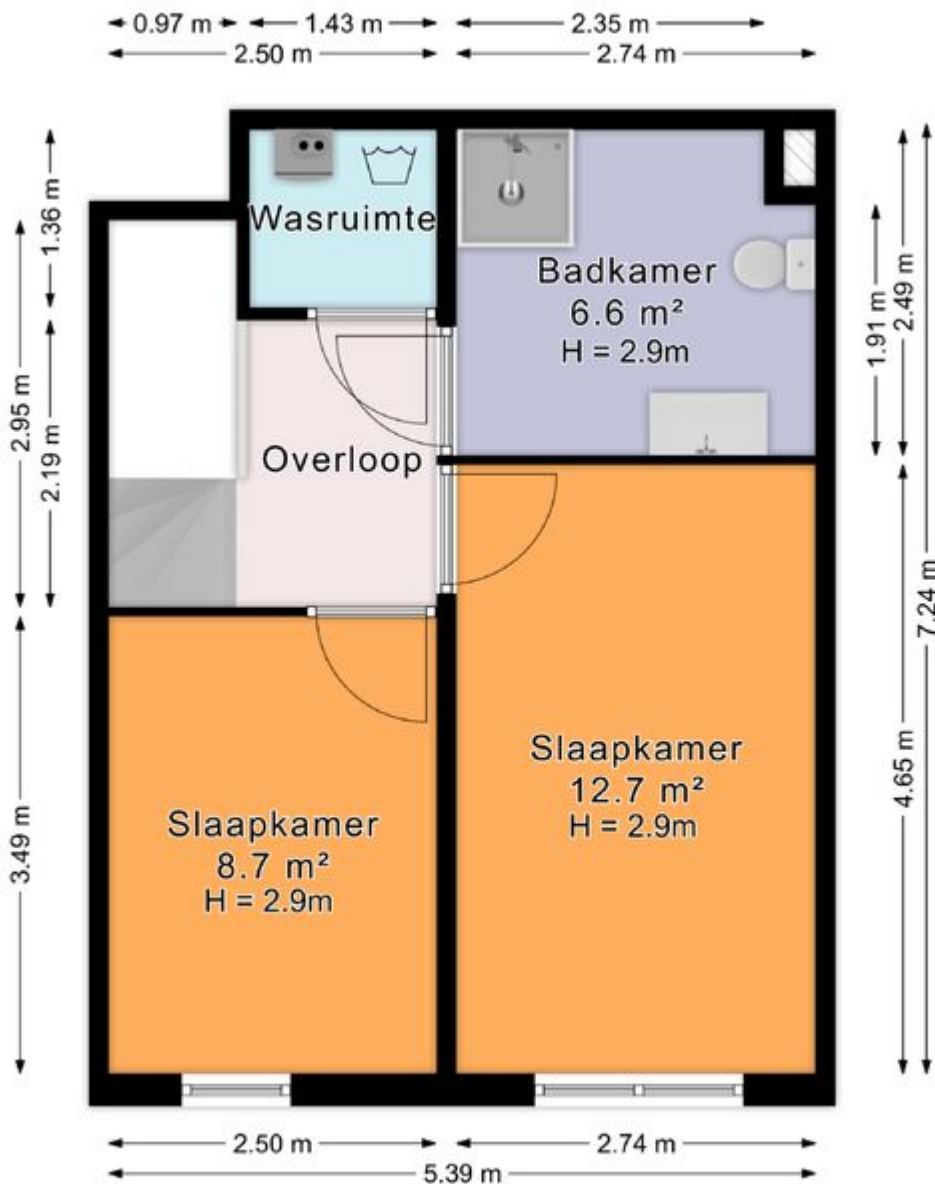 0.97 m
1.43 m
2.35 m
2.50 m
2.74 m
1.36 m
2.95 m
2.19 m
3.49 m
Wasruimte
Badkamer
6.6 m²
H = 2.9m
Overloop
Slaapkamer
12.7 m²
H = 2.9m
Slaapkamer
8.7 m²
H = 2.9m
1.91 m
2.49 m
7.24 m
4.65 m
2.50 m
2.74 m
5.39 m